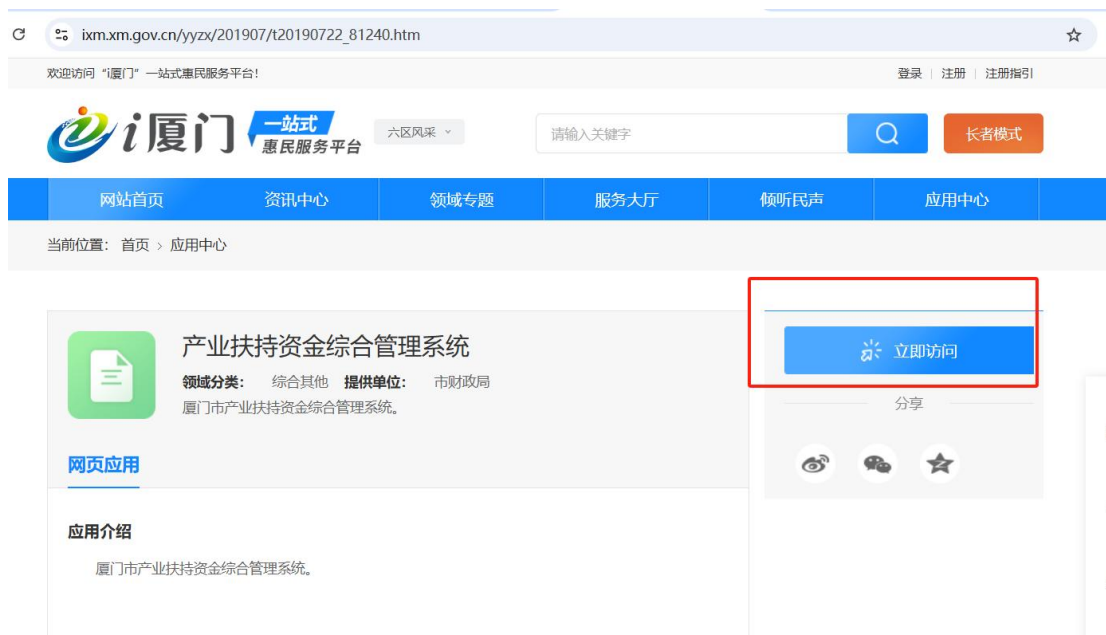 ixm.xm.gov.cn/yyzx/201907/t20190722_81240.htm
欢迎访问“i厦门”一站式惠民服务平台!
登录 | 注册 | 注册指引
i厦门 一站式 惠民服务平台
六区风采
请输入关键字
长者模式
网站首页 资讯中心 领域专题 服务大厅 倾听民声 应用中心
当前位置: 首页 > 应用中心
产业扶持资金综合管理系统
领域分类: 综合其他 提供单位: 市财政局
厦门市产业扶持资金综合管理系统。
立即访问
分享
网页应用
应用介绍
厦门市产业扶持资金综合管理系统。